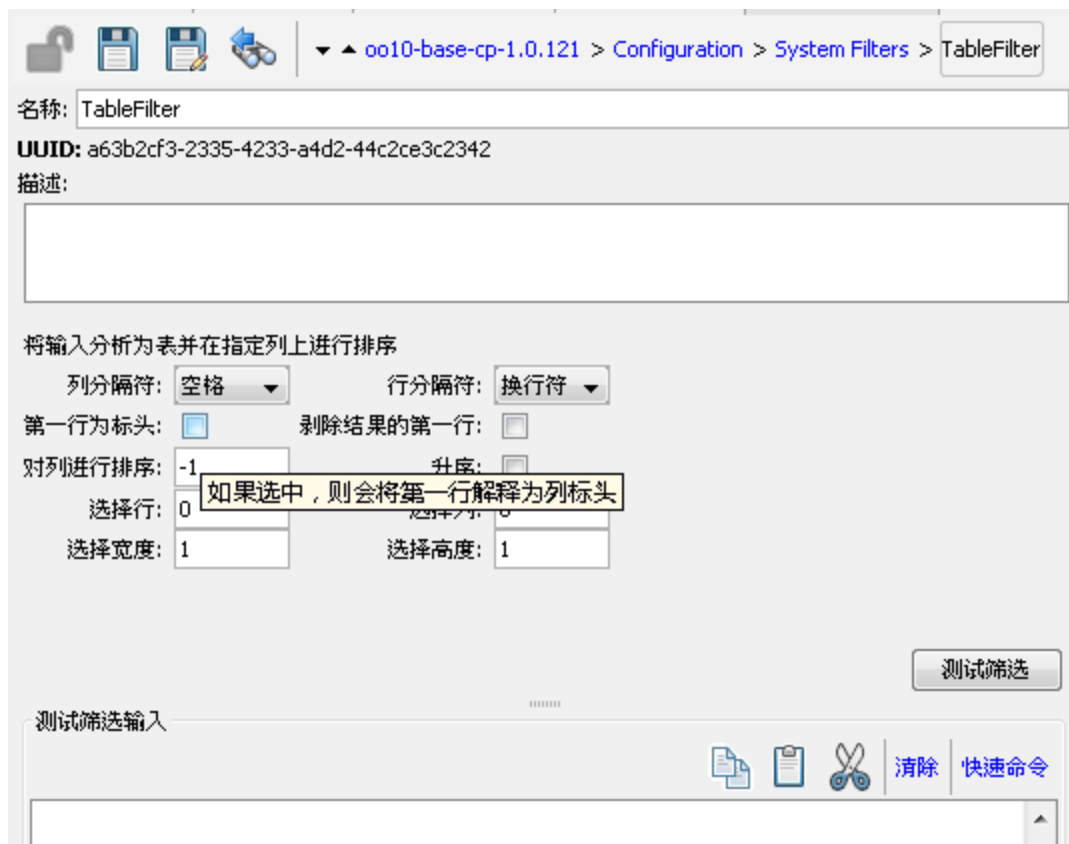 oo10-base-cp-1.0.121 > Configuration > System Filters > TableFilter
名称: TableFilter
UUID: a63b2cf3-2335-4233-a4d2-44c2ce3c2342
描述:
将输入分析为表并在指定列上进行排序
列分隔符: 空格 行分隔符: 换行符
第一行为标头: 剥除结果的第一行:
对列进行排序: -1 升序:
如果选中，则会将第一行解释为列标头
选择行: 0 选择列: 0
选择宽度: 1 选择高度: 1
测试筛选
测试筛选输入
清除 快速命令